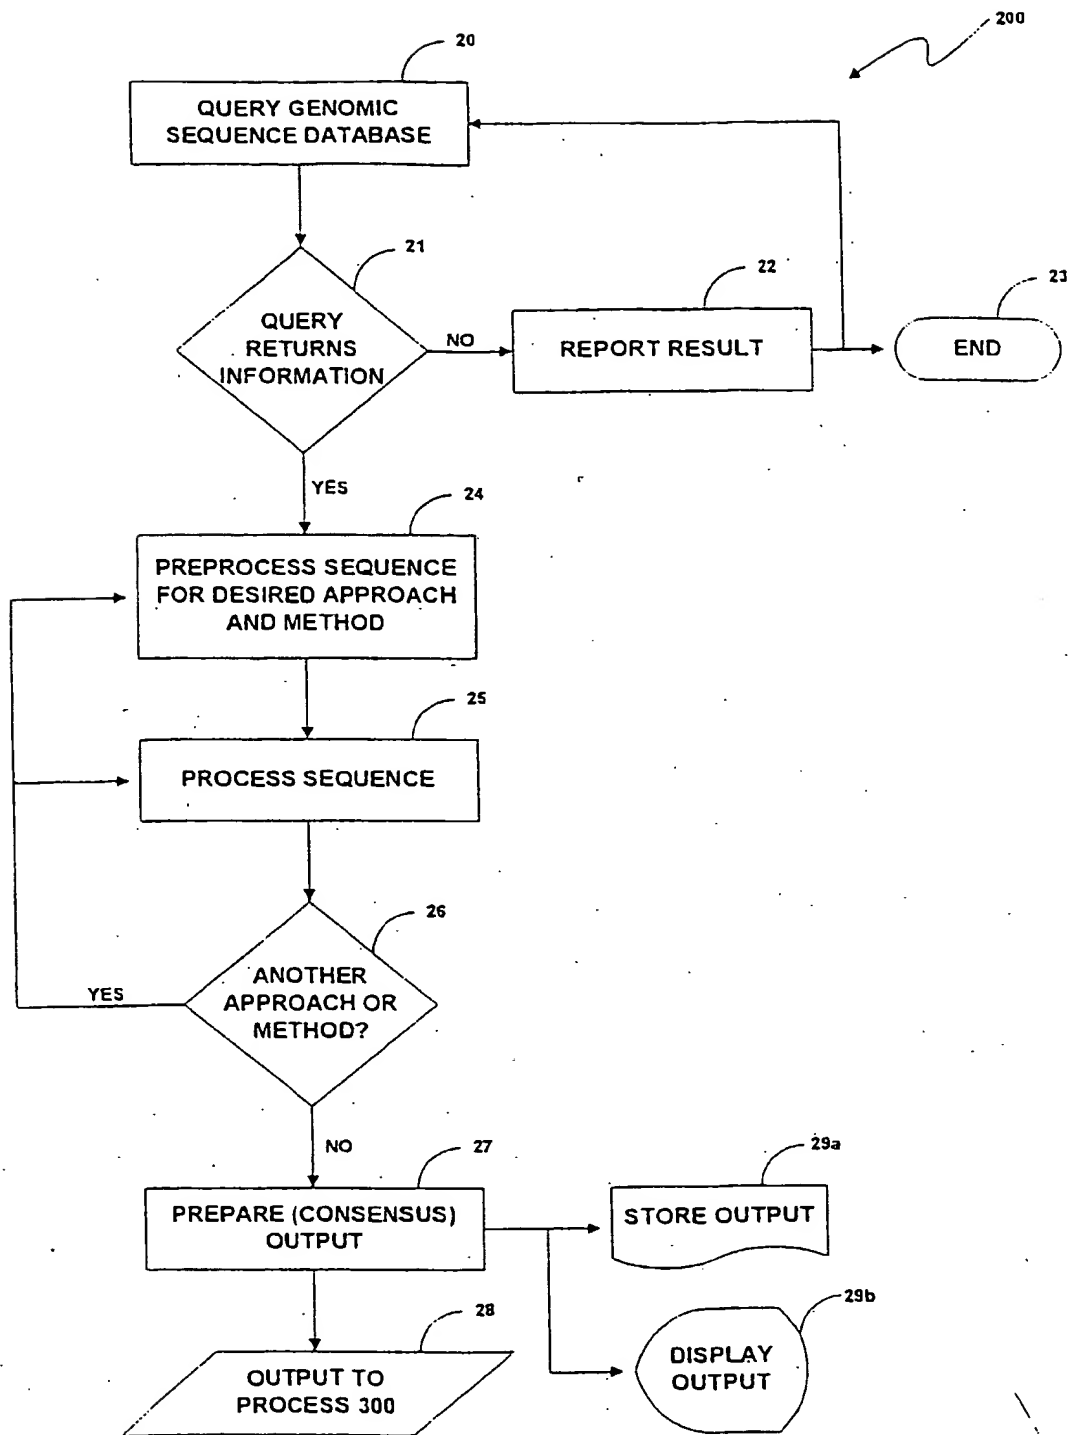 200
20
QUERY GENOMIC
SEQUENCE DATABASE
21
QUERY
RETURNS
INFORMATION
NO
22
REPORT RESULT
23
END
YES
24
PREPROCESS SEQUENCE
FOR DESIRED APPROACH
AND METHOD
25
PROCESS SEQUENCE
26
ANOTHER
APPROACH OR
METHOD?
YES
NO
27
PREPARE (CONSENSUS)
OUTPUT
29a
STORE OUTPUT
28
OUTPUT TO
PROCESS 300
29b
DISPLAY
OUTPUT